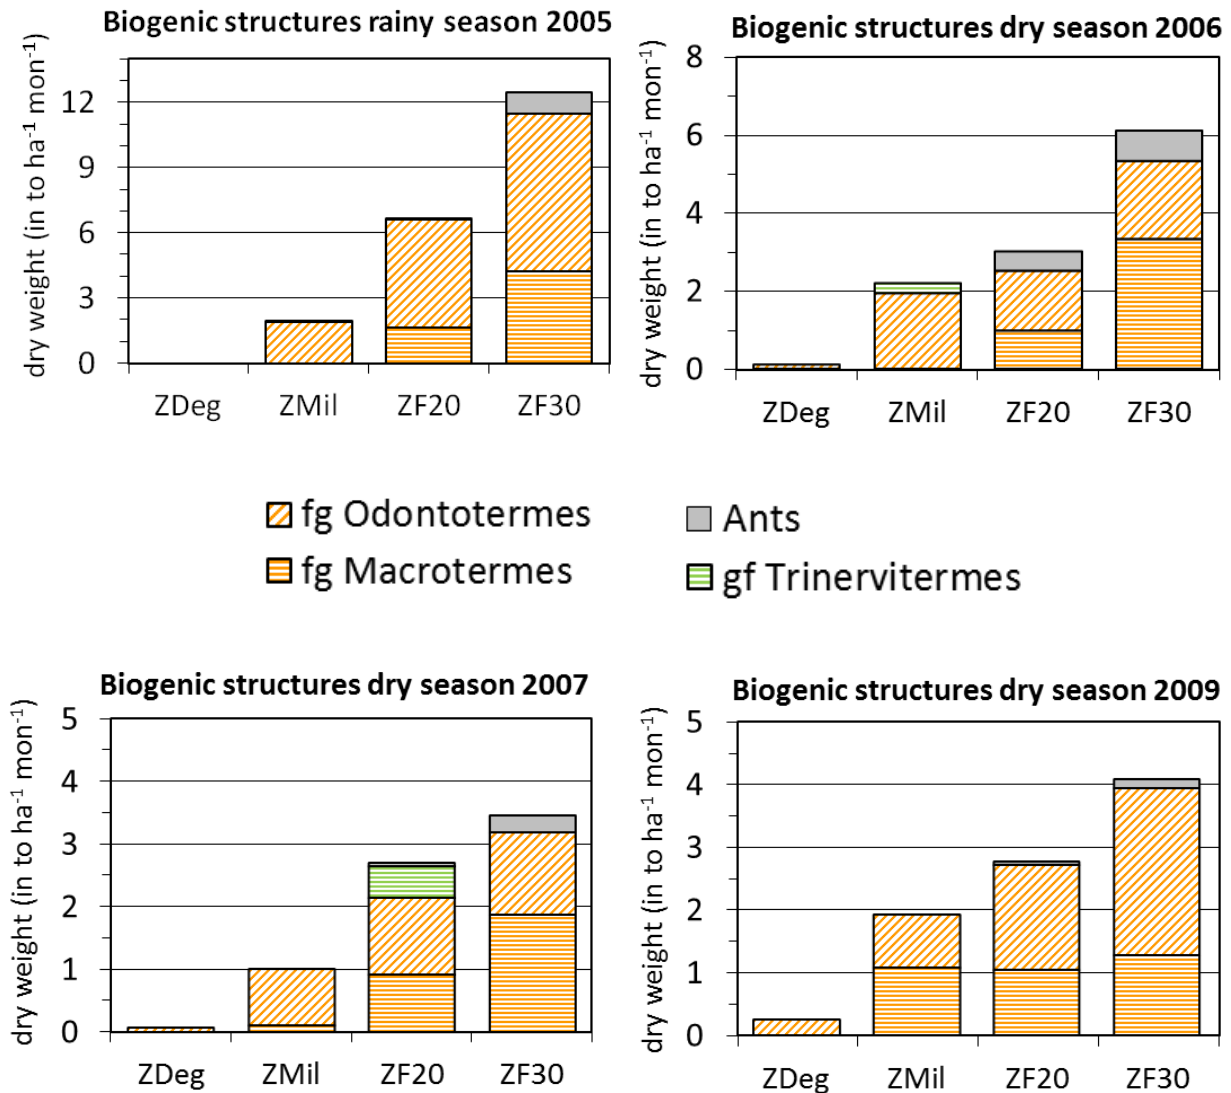 Biogenic structures rainy season 2005
dry weight (in to ha⁻¹ mon⁻¹)
12
9
6
3
0
ZDeg ZMil ZF20 ZF30
Biogenic structures dry season 2006
dry weight (in to ha⁻¹ mon⁻¹)
8
6
4
2
0
ZDeg ZMil ZF20 ZF30
fg Odontotermes
Ants
fg Macrotermes
gf Trinervitermes
Biogenic structures dry season 2007
dry weight (in to ha⁻¹ mon⁻¹)
5
4
3
2
1
0
ZDeg ZMil ZF20 ZF30
Biogenic structures dry season 2009
dry weight (in to ha⁻¹ mon⁻¹)
5
4
3
2
1
0
ZDeg ZMil ZF20 ZF30